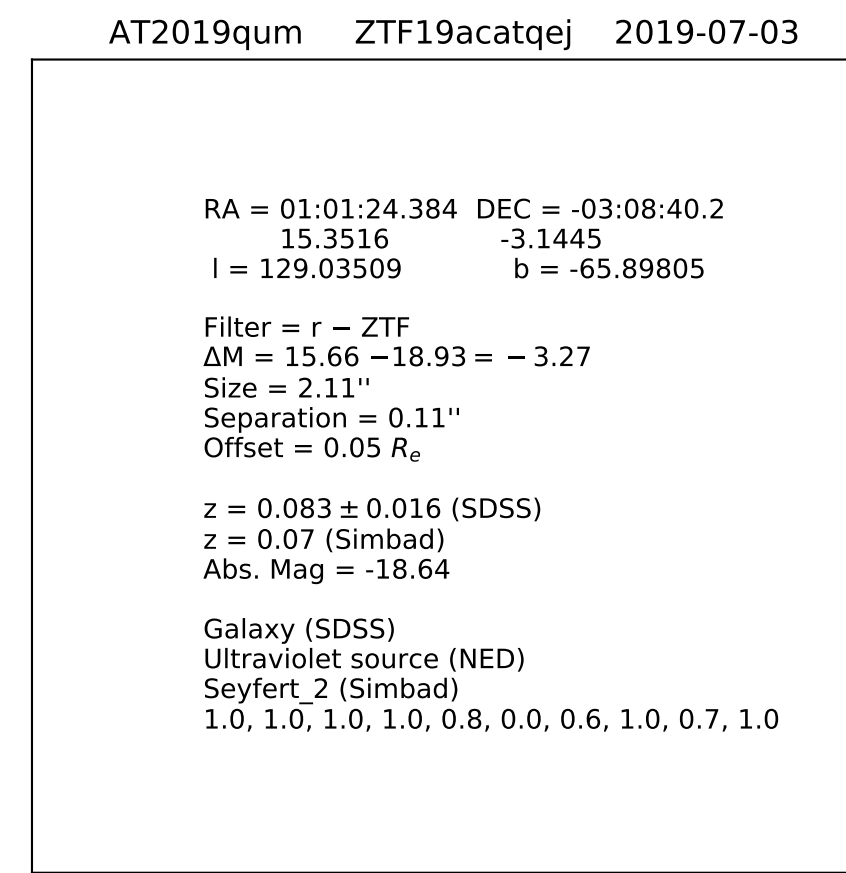 AT2019qum ZTF19acatqej 2019-07-03
RA = 01:01:24.384 DEC = -03:08:40.2
15.3516 -3.1445
l = 129.03509 b = -65.89805
Filter = r − ZTF
ΔM = 15.66 −18.93 = − 3.27
Size = 2.11''
Separation = 0.11''
Offset = 0.05 Rₑ
z = 0.083 ± 0.016 (SDSS)
z = 0.07 (Simbad)
Abs. Mag = -18.64
Galaxy (SDSS)
Ultraviolet source (NED)
Seyfert_2 (Simbad)
1.0, 1.0, 1.0, 1.0, 0.8, 0.0, 0.6, 1.0, 0.7, 1.0